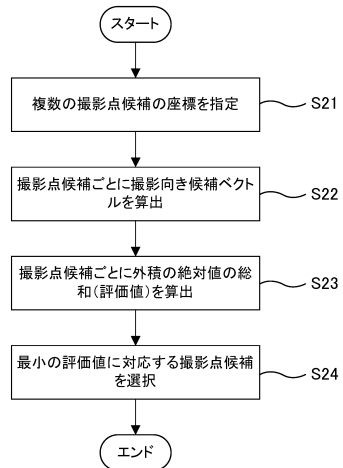 スタート
複数の撮影点候補の座標を指定
S21
撮影点候補ごとに撮影向き候補ベクト
ルを算出
S22
撮影点候補ごとに外積の絶対値の総
和(評価値)を算出
S23
最小の評価値に対応する撮影点候補
を選択
S24
エンド